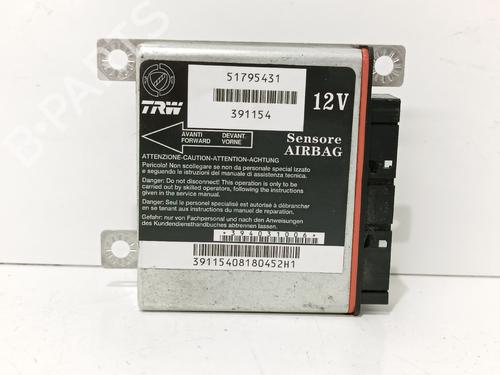 51795431
391154
12V
TRW
AVANTI DEVANT.
FORWARD VORNE
Sensore
AIRBAG
ATTENZIONE-CAUTION-ATTENTION-ACHTUNG
Pericolo! Non scollegare se non da personale specializzato
e seguendo le istruzioni del manuale di assistenza tecnica.
Danger: Do not disconnect! This operation is only to be
carried out by skilled operators, following the instructions
given in the service manual.
Danger: Seul le personnel specialisé est autorisé à débrancher
en se tenant aux instructions du manuel de reparation.
Gefahr: nur vor Fachpersonal und nach den Anweisungen
des Kundendiensthandbuches abtrennen lassen.
*394031006*
39115408180452H1